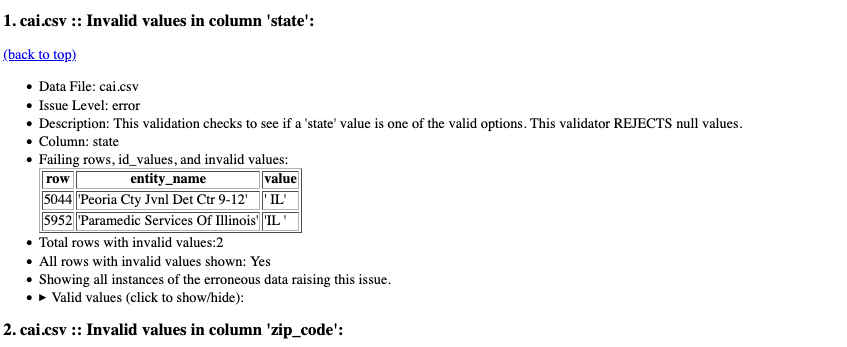 1. cai.csv :: Invalid values in column 'state':
(back to top)
• Data File: cai.csv
• Issue Level: error
• Description: This validation checks to see if a 'state' value is one of the valid options. This validator REJECTS null values.
• Column: state
• Failing rows, id_values, and invalid values:
row entity_name value
5044 'Peoria Cty Jvnl Det Ctr 9-12' ' IL'
5952 'Paramedic Services Of Illinois' 'IL '
• Total rows with invalid values:2
• All rows with invalid values shown: Yes
• Showing all instances of the erroneous data raising this issue.
• ▸ Valid values (click to show/hide):
2. cai.csv :: Invalid values in column 'zip_code':